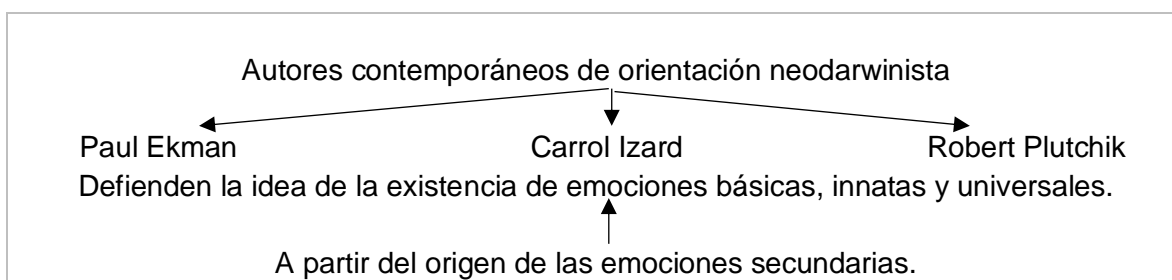 Autores contemporáneos de orientación neodarwinista
Paul Ekman Carrol Izard Robert Plutchik
Defienden la idea de la existencia de emociones básicas, innatas y universales.
A partir del origen de las emociones secundarias.